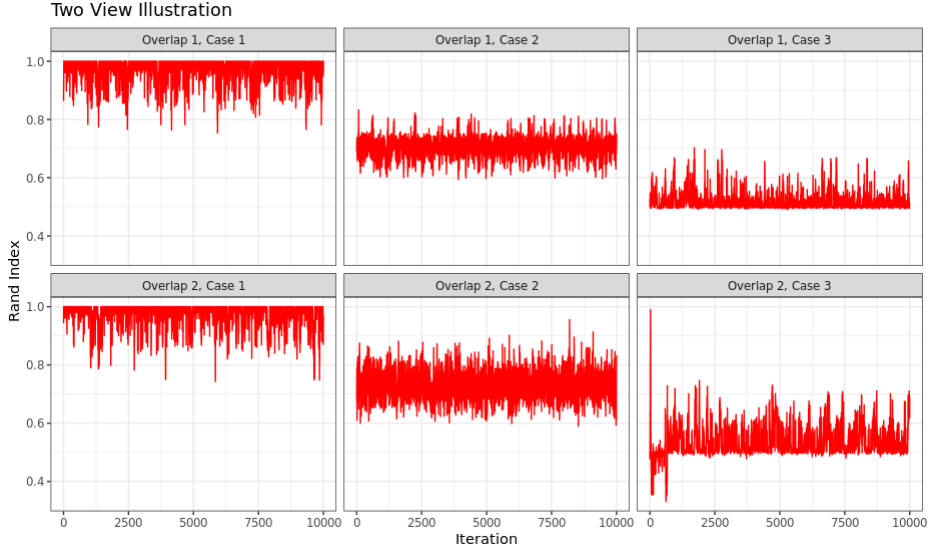 Two View Illustration
Overlap 1, Case 1
Overlap 1, Case 2
Overlap 1, Case 3
1.0
0.8
0.6
0.4
Rand Index
Overlap 2, Case 1
Overlap 2, Case 2
Overlap 2, Case 3
1.0
0.8
0.6
0.4
0 2500 5000 7500 10000
0 2500 5000 7500 10000
0 2500 5000 7500 10000
Iteration